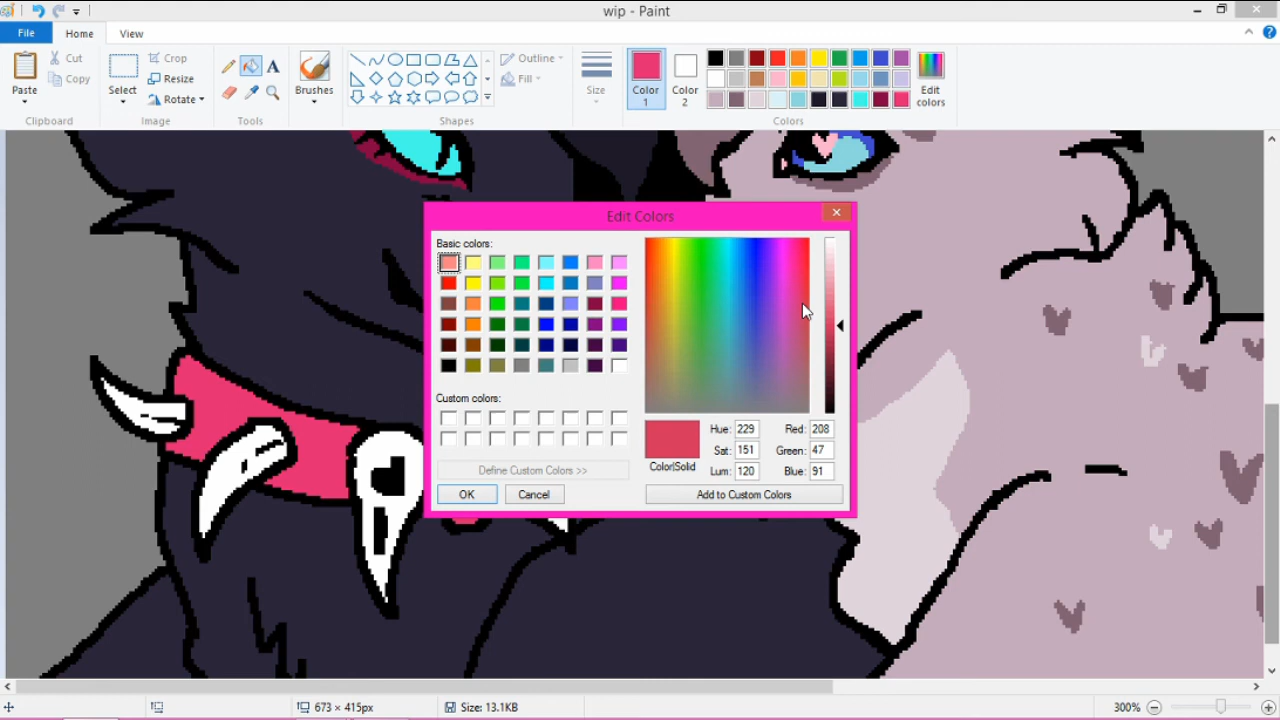 wip - Paint
File Home View
Paste
Cut
Copy
Select
Crop
Resize
Rotate
Brushes
Outline
Fill
Size
Color 1
Color 2
Edit colors
Clipboard Image Tools Shapes Colors
Edit Colors
Basic colors:
Custom colors:
Define Custom Colors >>
OK Cancel
Color|Solid
Hue: 229 Red: 208
Sat: 151 Green: 47
Lum: 120 Blue: 91
Add to Custom Colors
673 × 415px Size: 13.1KB 300%